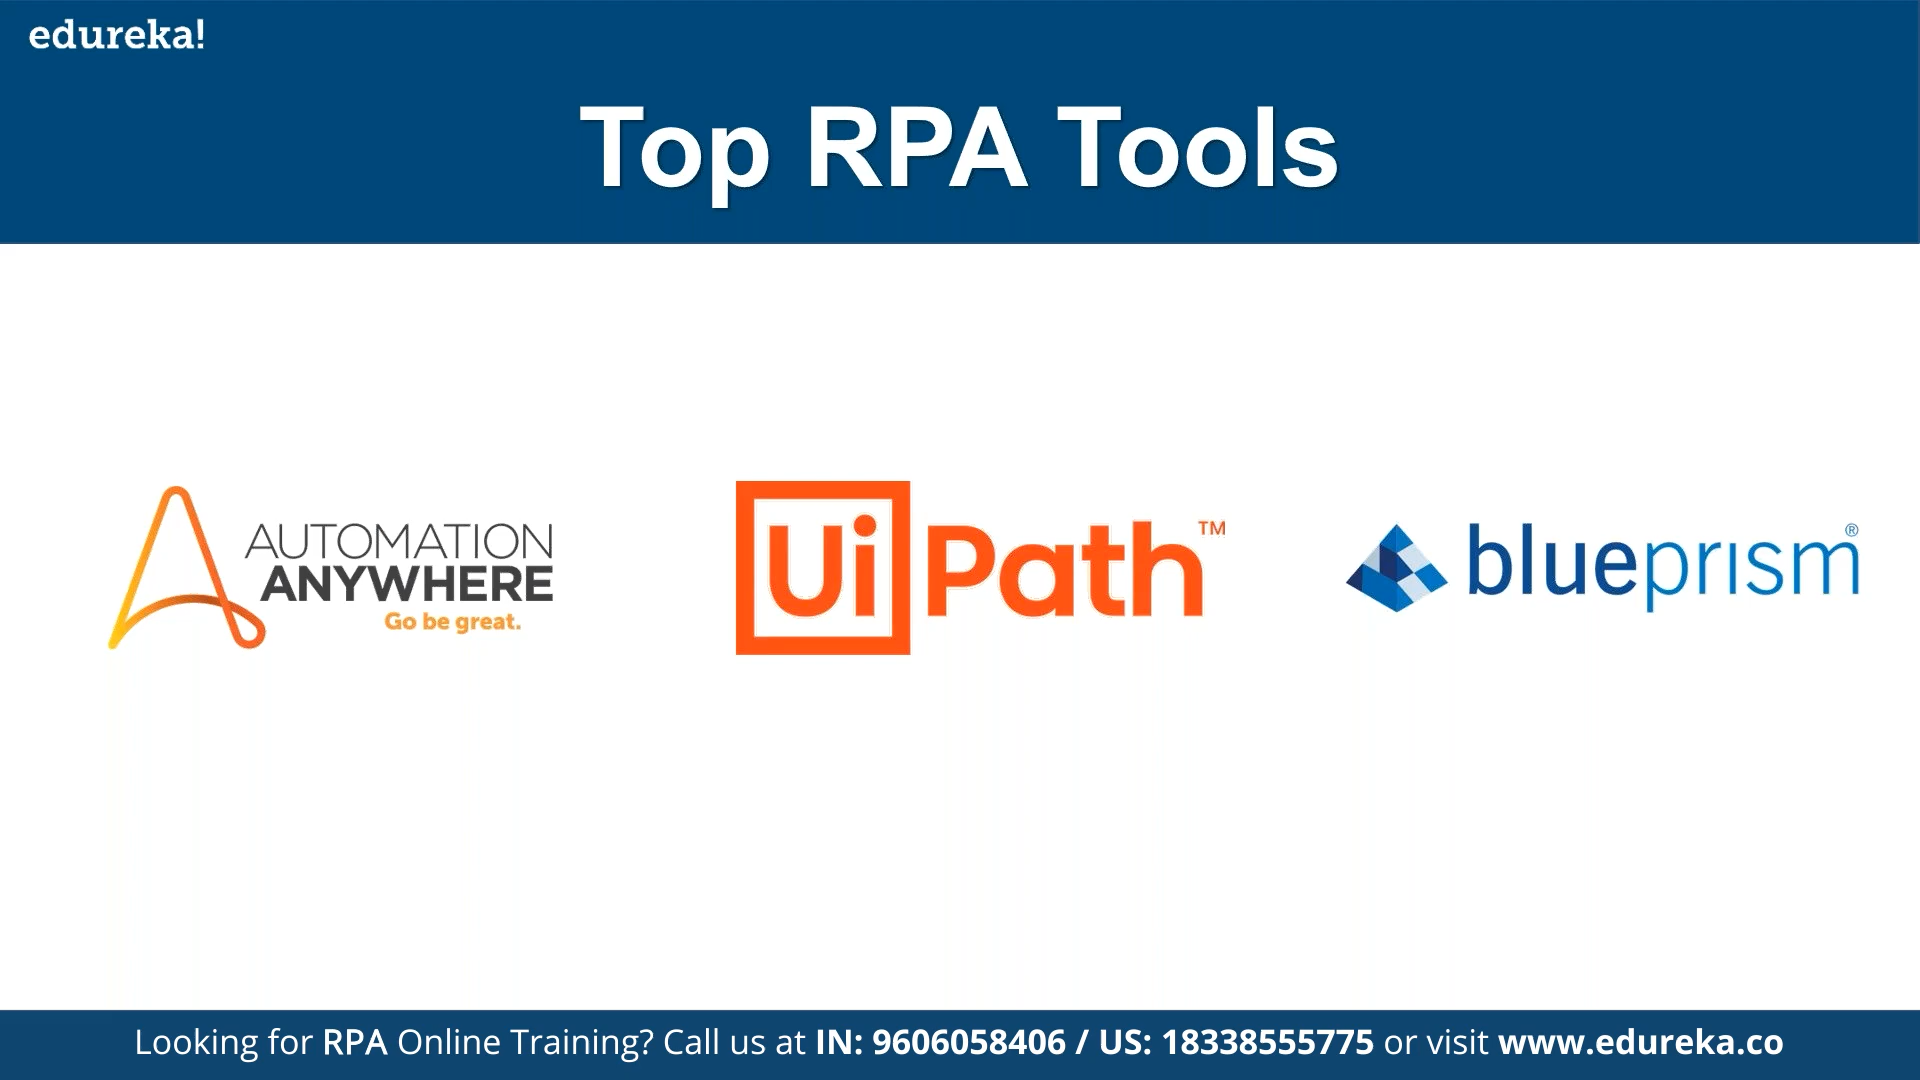 edureka!
Top RPA Tools
AUTOMATION
ANYWHERE
Go be great.
UiPath™
blueprism®
Looking for RPA Online Training? Call us at IN: 9606058406 / US: 18338555775 or visit www.edureka.co